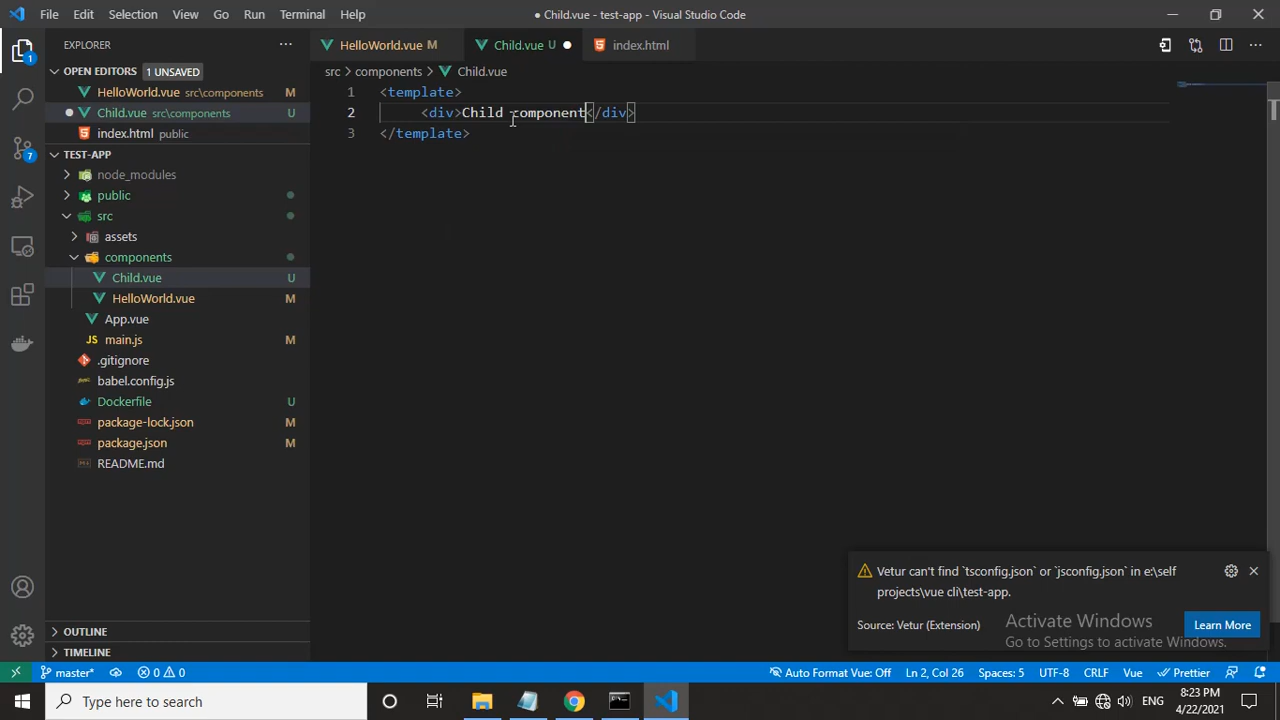 File Edit Selection View Go Run Terminal Help
● Child.vue - test-app - Visual Studio Code
EXPLORER
OPEN EDITORS 1 UNSAVED
HelloWorld.vue src\components M
Child.vue src\components U
index.html public
TEST-APP
node_modules
public
src
assets
components
Child.vue U
HelloWorld.vue M
App.vue
JS main.js M
.gitignore
babel.config.js
Dockerfile U
package-lock.json M
package.json M
README.md
OUTLINE
TIMELINE
HelloWorld.vue M
Child.vue U
index.html
src > components > Child.vue
1 <template>
2 <div>Child component</div>
3 </template>
Vetur can't find `tsconfig.json` or `jsconfig.json` in e:\self
projects\vue cli\test-app.
Source: Vetur (Extension)
Learn More
Activate Windows
Go to Settings to activate Windows.
1
7
master* 0 0
Auto Format Vue: Off Ln 2, Col 26 Spaces: 5 UTF-8 CRLF Vue Prettier
Type here to search
ENG
8:23 PM
4/22/2021